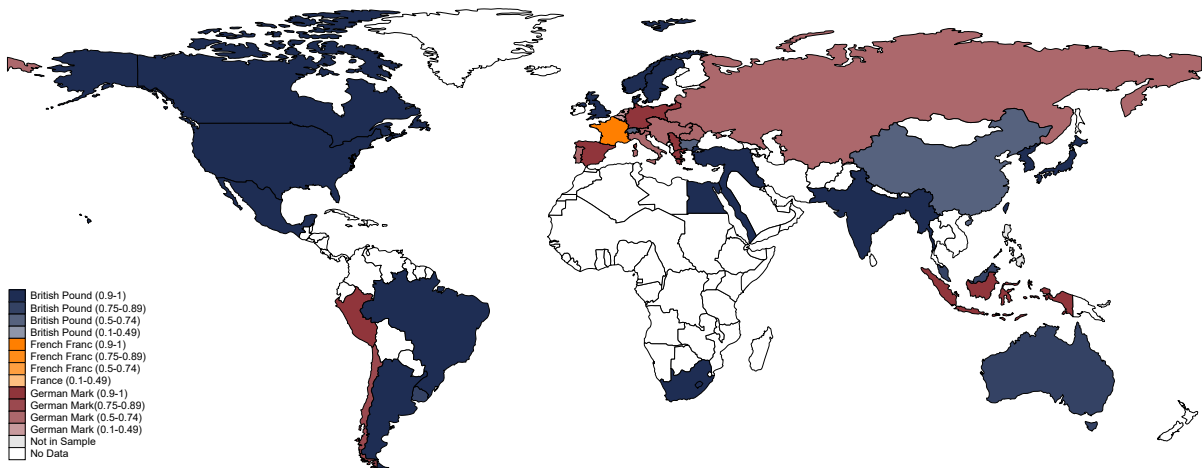 British Pound (0.9-1)
British Pound (0.75-0.89)
British Pound (0.5-0.74)
British Pound (0.1-0.49)
French Franc (0.9-1)
French Franc (0.75-0.89)
French Franc (0.5-0.74)
France (0.1-0.49)
German Mark (0.9-1)
German Mark(0.75-0.89)
German Mark (0.5-0.74)
German Mark (0.1-0.49)
Not in Sample
No Data